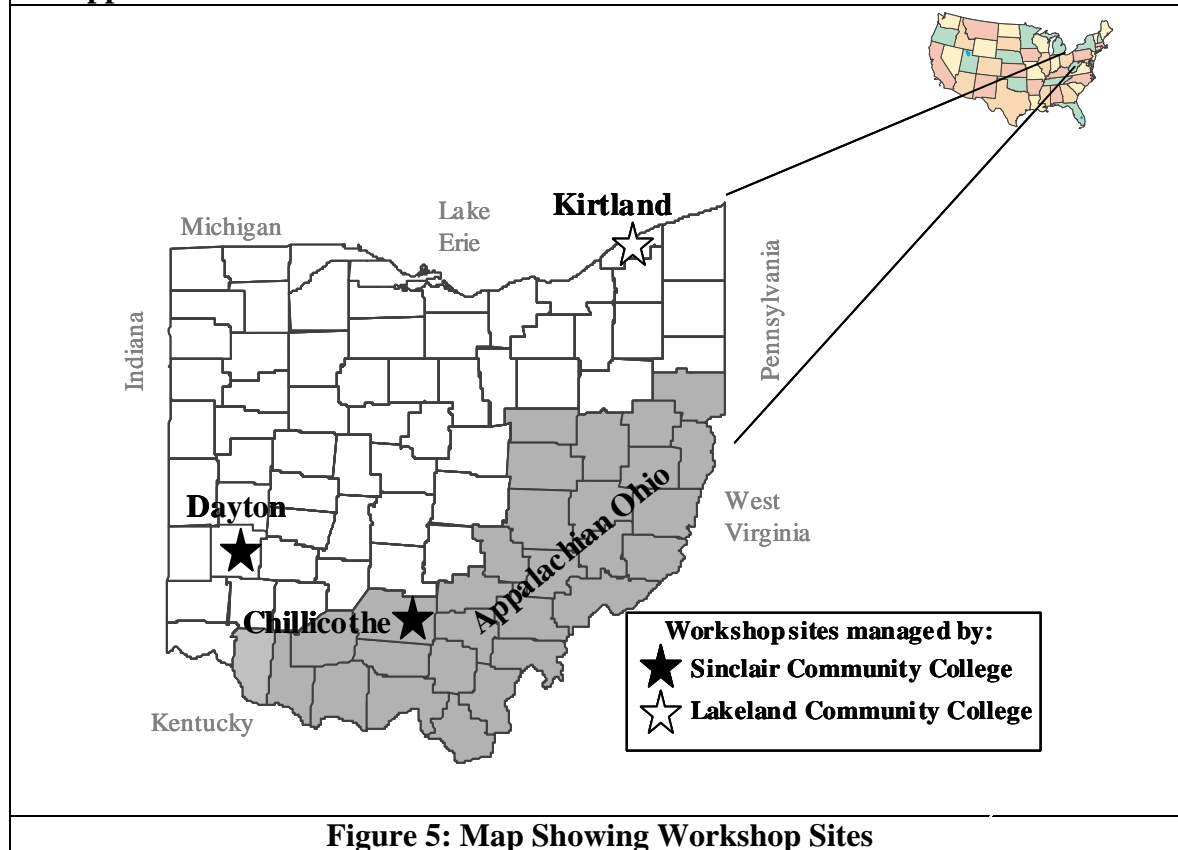 Kirtland
Lake
Erie
Michigan
Pennsylvania
Indiana
Dayton
Appalachian Ohio
West
Virginia
Chillicothe
Kentucky
Workshop sites managed by:
Sinclair Community College
Lakeland Community College
Figure 5: Map Showing Workshop Sites